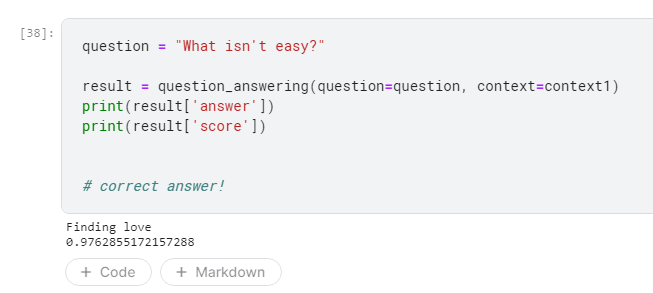 [38]:
question = "What isn't easy?"
result = question_answering(question=question, context=context1)
print(result['answer'])
print(result['score'])
# correct answer!
Finding love
0.9762855172157288
+ Code + Markdown